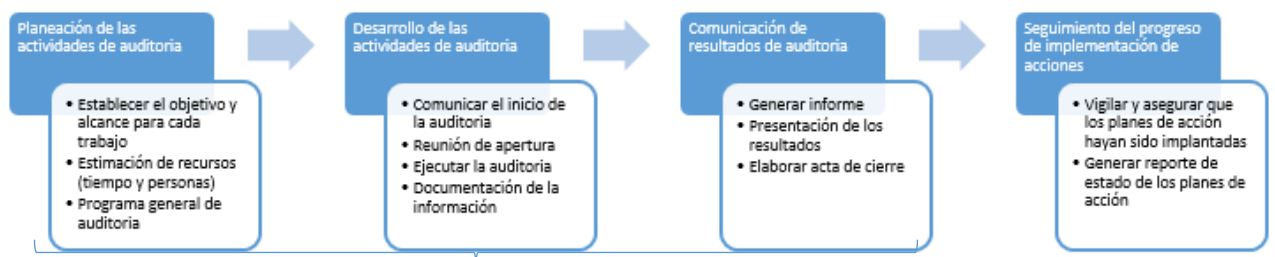 Planeación de las
actividades de auditoria
• Establecer el objetivo y
alcance para cada
trabajo
• Estimación de recursos
(tiempo y personas)
• Programa general de
auditoria
Desarrollo de las
actividades de auditoria
• Comunicar el inicio de
la auditoria
• Reunión de apertura
• Ejecutar la auditoria
• Documentación de la
información
Comunicación de
resultados de auditoria
• Generar informe
• Presentación de los
resultados
• Elaborar acta de cierre
Seguimiento del progreso
de implementación de
acciones
• Vigilar y asegurar que
los planes de acción
hayan sido implantadas
• Generar reporte de
estado de los planes de
acción